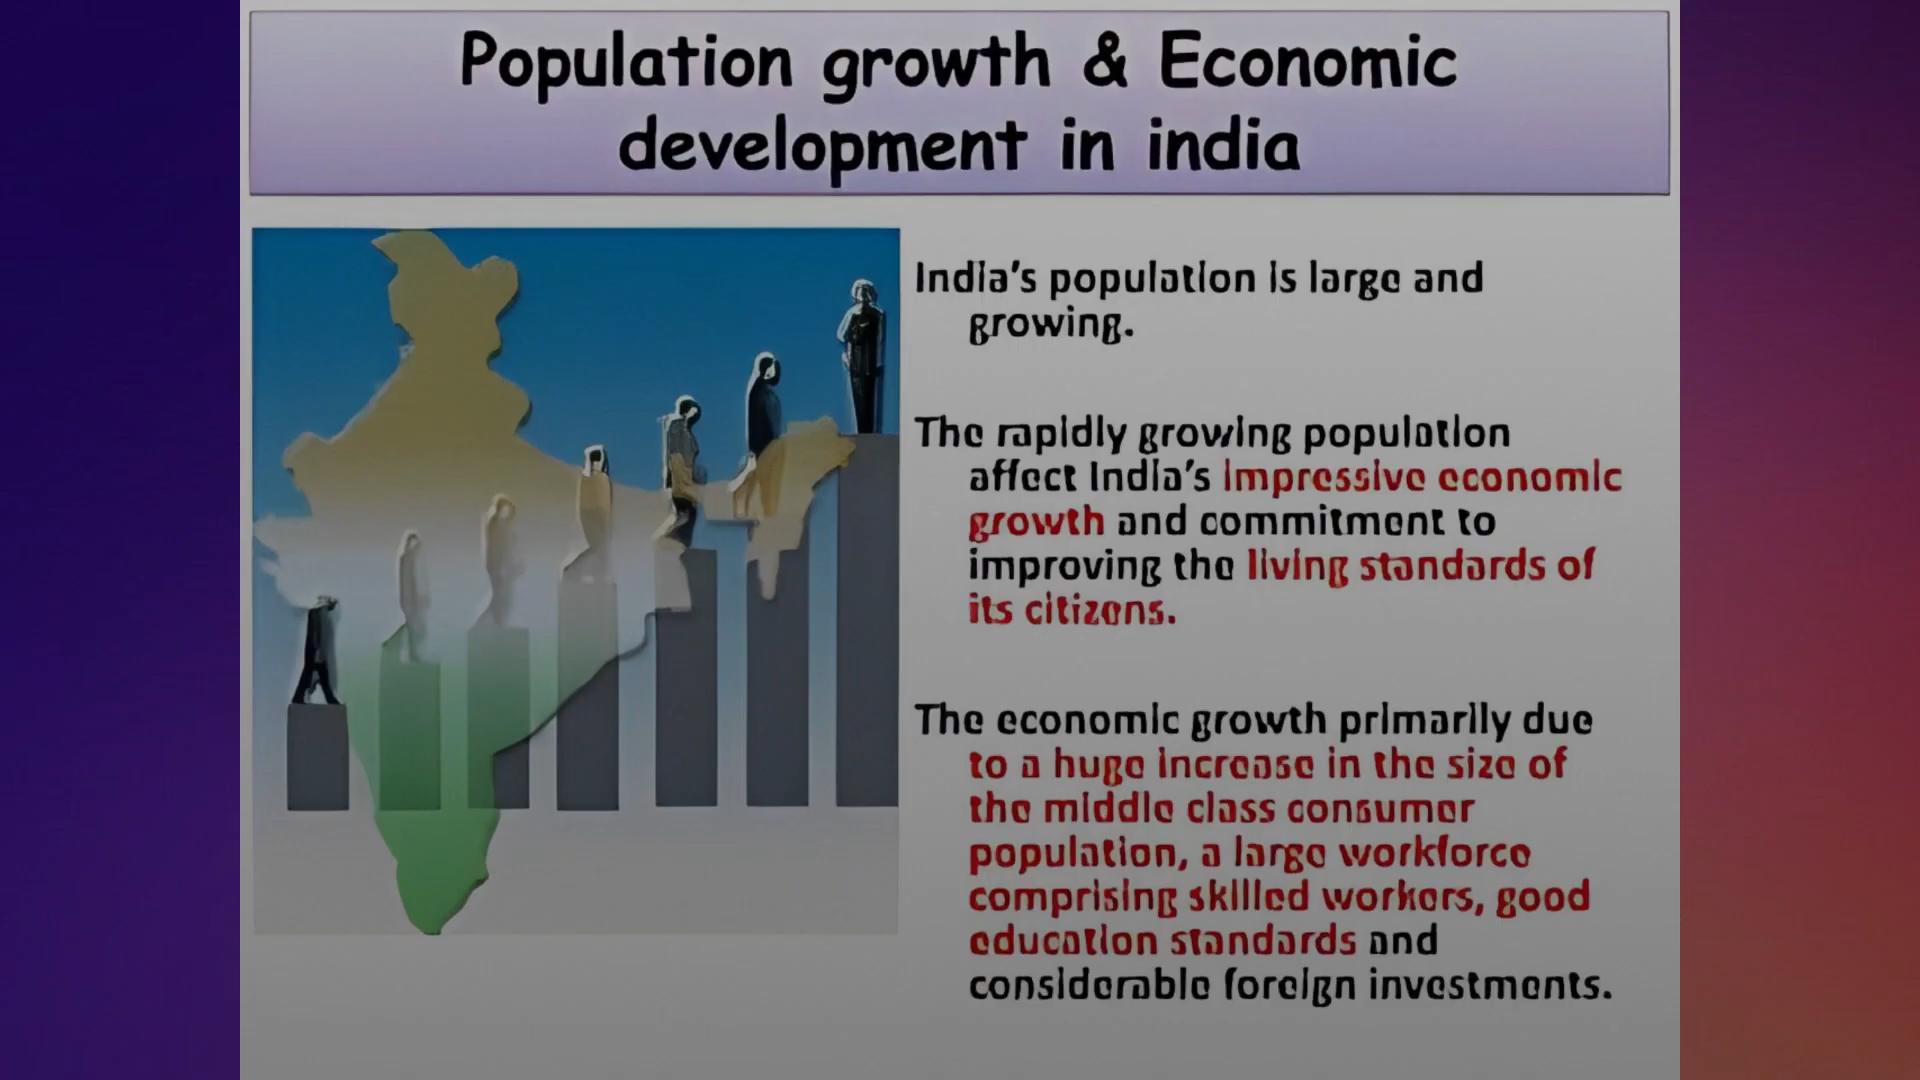 Population growth & Economic
development in india
India's population is large and
growing.
The rapidly growing population
affect India's impressive economic
growth and commitment to
improving the living standards of
its citizens.
The economic growth primarily due
to a huge increase in the size of
the middle class consumer
population, a large workforce
comprising skilled workers, good
education standards and
considerable foreign investments.